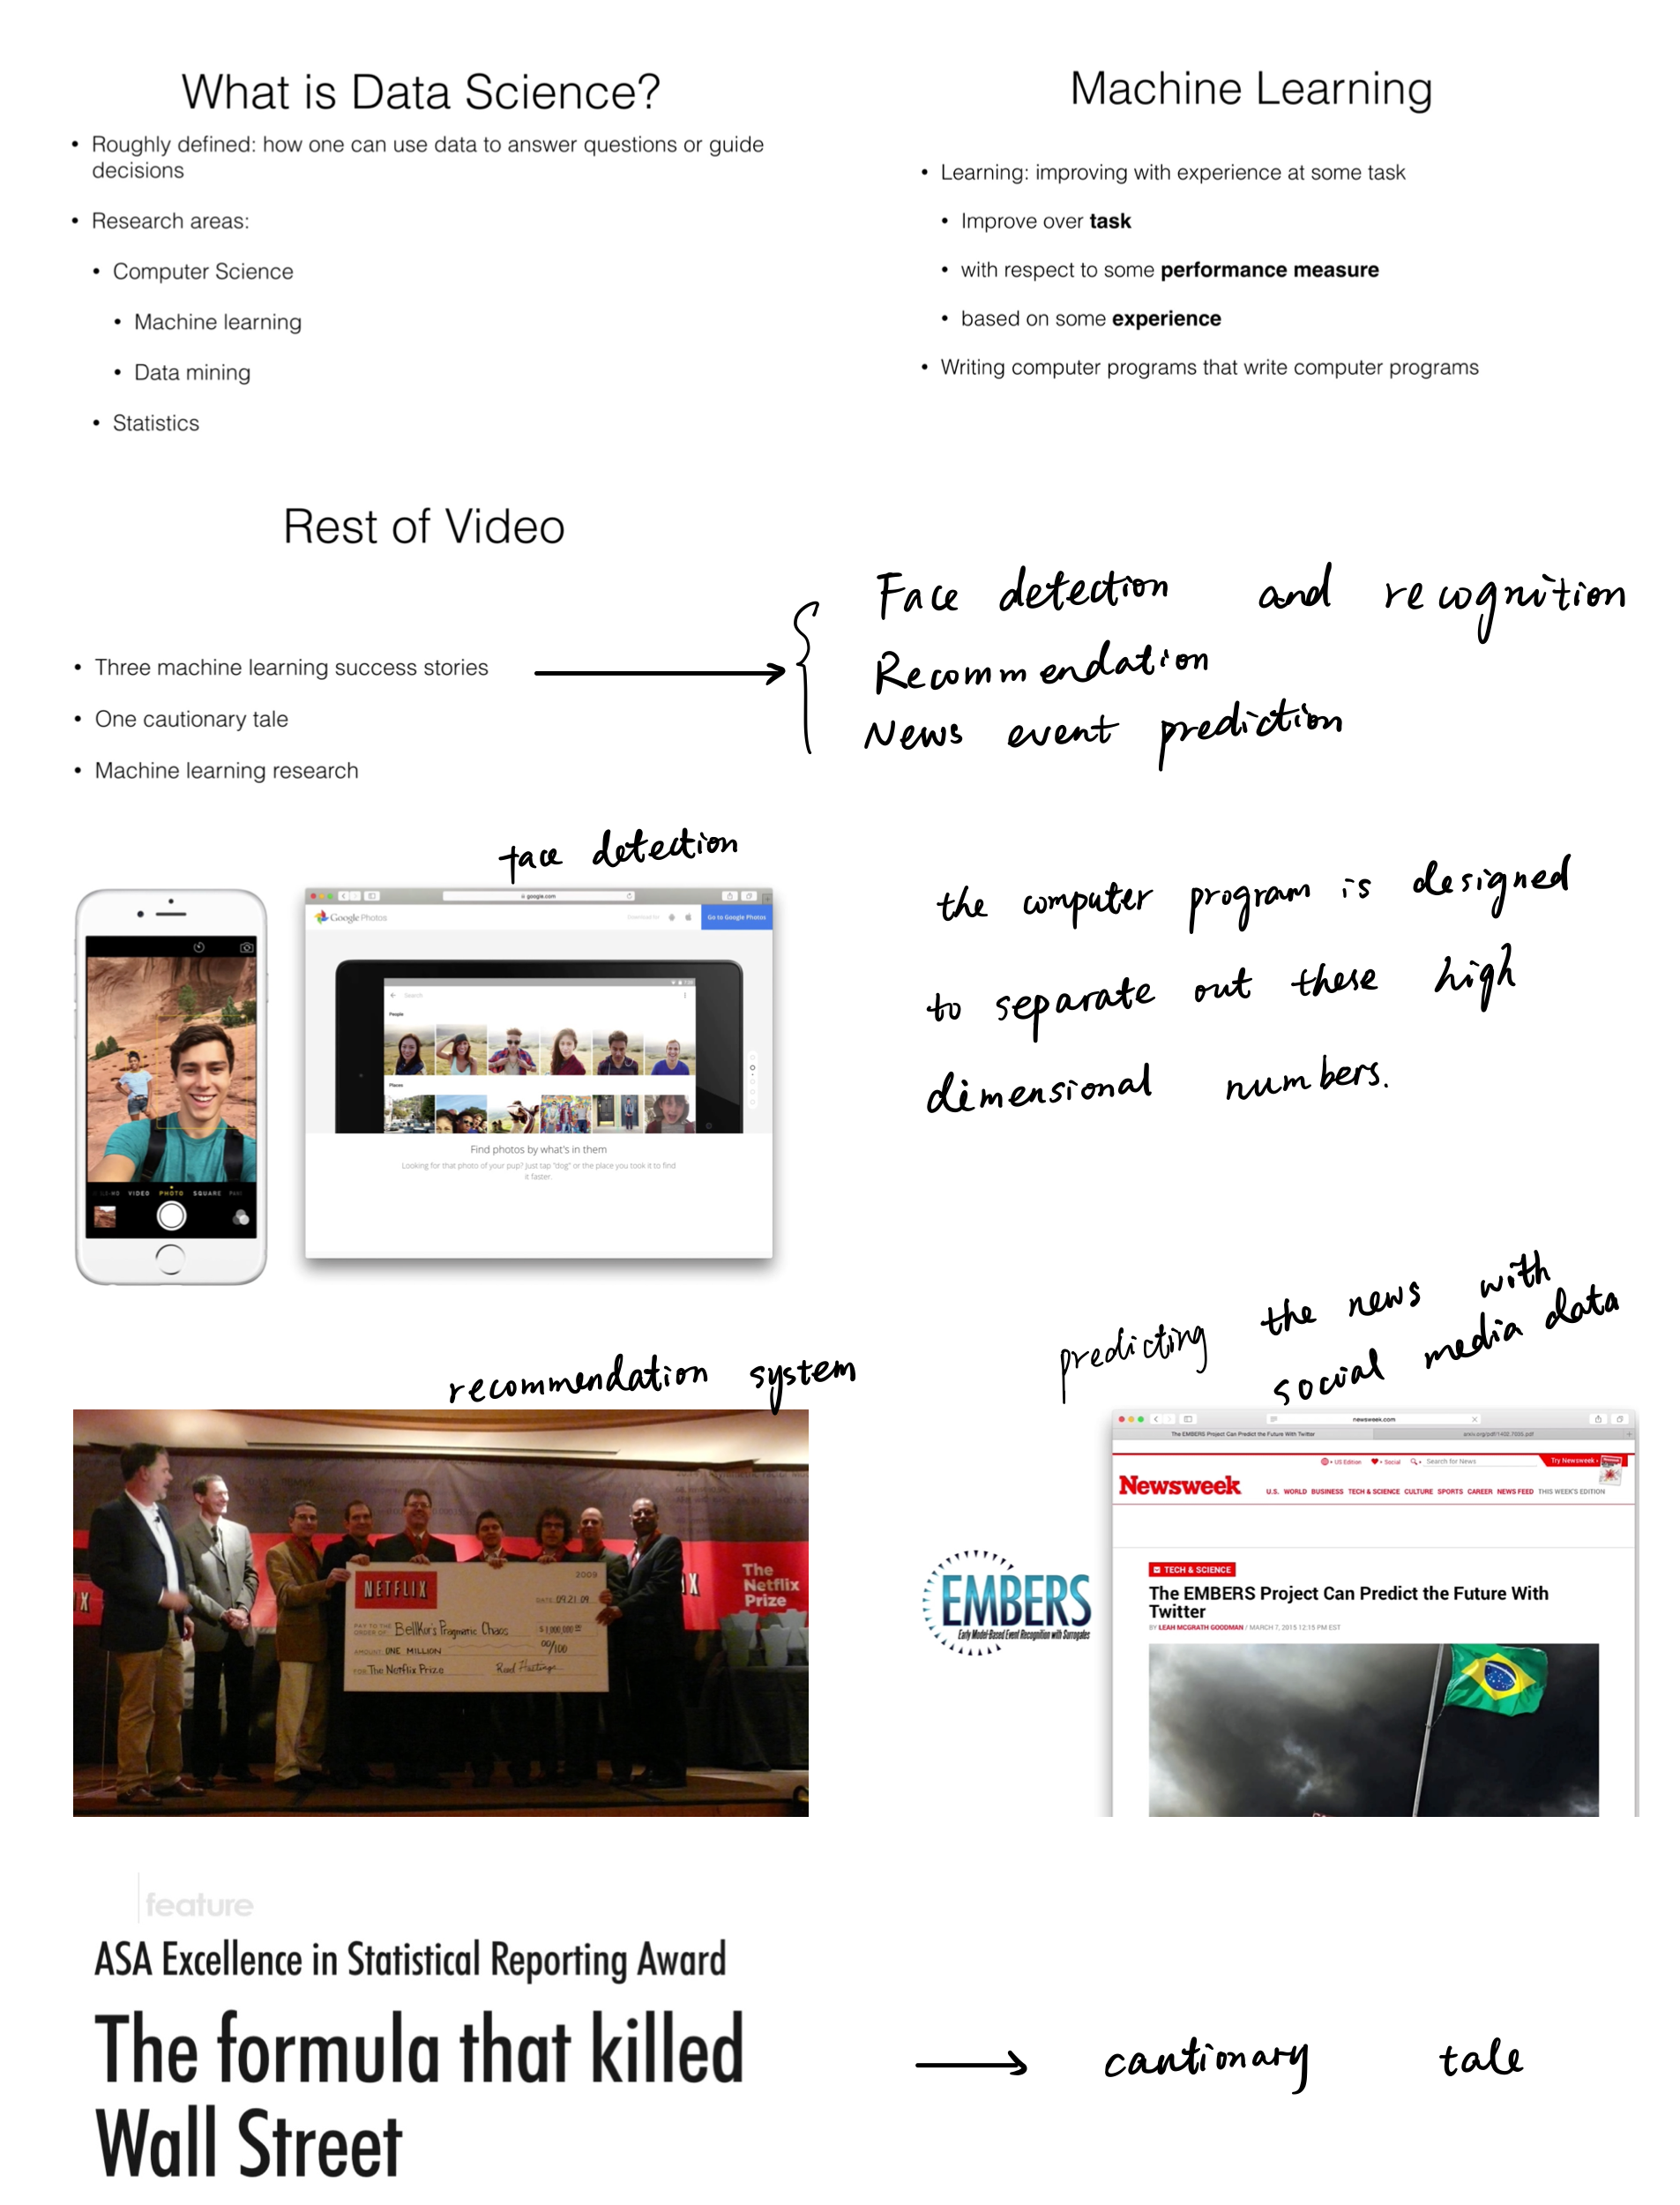 What is Data Science?
• Roughly defined: how one can use data to answer questions or guide
decisions
• Research areas:
• Computer Science
• Machine learning
• Data mining
• Statistics
Machine Learning
• Learning: improving with experience at some task
• Improve over task
• with respect to some performance measure
• based on some experience
• Writing computer programs that write computer programs
Rest of Video
• Three machine learning success stories
• One cautionary tale
• Machine learning research
Face detection and recognition
Recommendation
News event prediction
face detection
VIDEO PHOTO SQUARE
google.com
Google Photos
Go to Google Photos
Search
People
Places
Find photos by what's in them
Looking for that photo of your pup? Just tap "dog" or the place you took it to find
it faster.
the computer program is designed
to separate out these high
dimensional numbers.
recommendation system
NETFLIX
2009
DATE 09.21.09
PAY TO THE
ORDER OF BellKor's Pragmatic Chaos $1,000,000 00
AMOUNT ONE MILLION 00/100
FOR The Netflix Prize Reed Hastings
X
X
The
Netflix
Prize
predicting the news with
social media data
EMBERS
Early Model-Based Event Recognition with Surrogates
newsweek.com
The EMBERS Project Can Predict the Future With Twitter
US Edition Social Search for News Try Newsweek
Newsweek
U.S. WORLD BUSINESS TECH & SCIENCE CULTURE SPORTS CAREER NEWS FEED THIS WEEK'S EDITION
TECH & SCIENCE
The EMBERS Project Can Predict the Future With
Twitter
BY LEAH MCGRATH GOODMAN / MARCH 7, 2015 12:15 PM EST
feature
ASA Excellence in Statistical Reporting Award
The formula that killed
Wall Street
cautionary tale